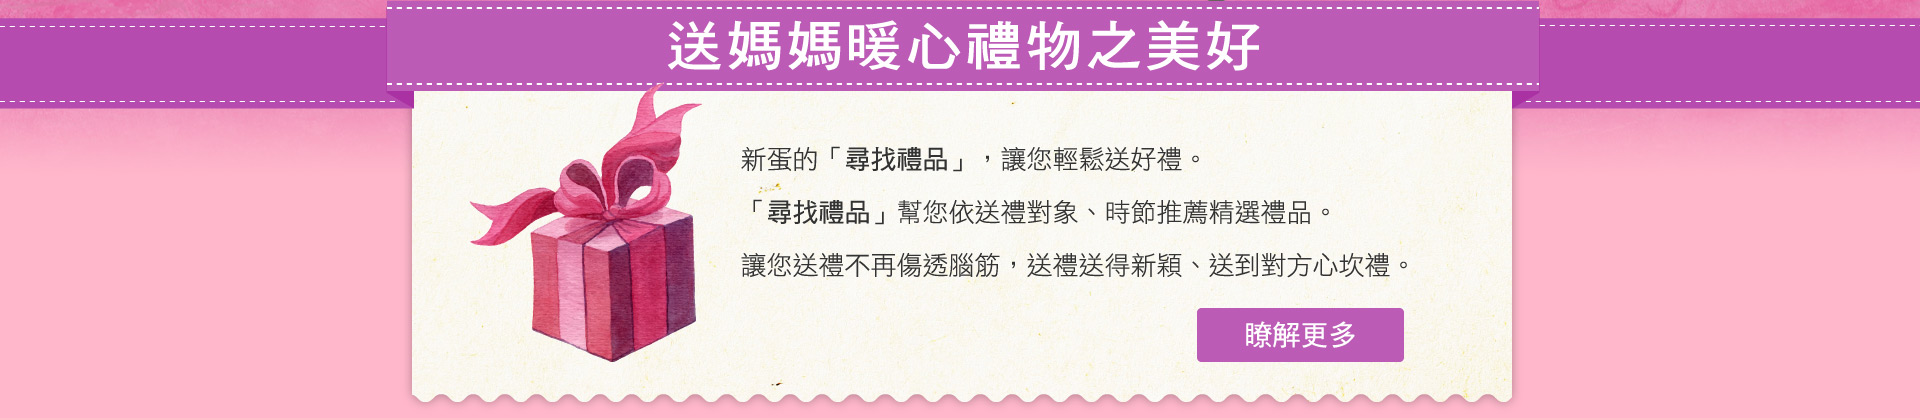 送媽媽暖心禮物之美好
新蛋的「尋找禮品」，讓您輕鬆送好禮。
「尋找禮品」幫您依送禮對象、時節推薦精選禮品。
讓您送禮不再傷透腦筋，送禮送得新穎、送到對方心坎禮。
瞭解更多